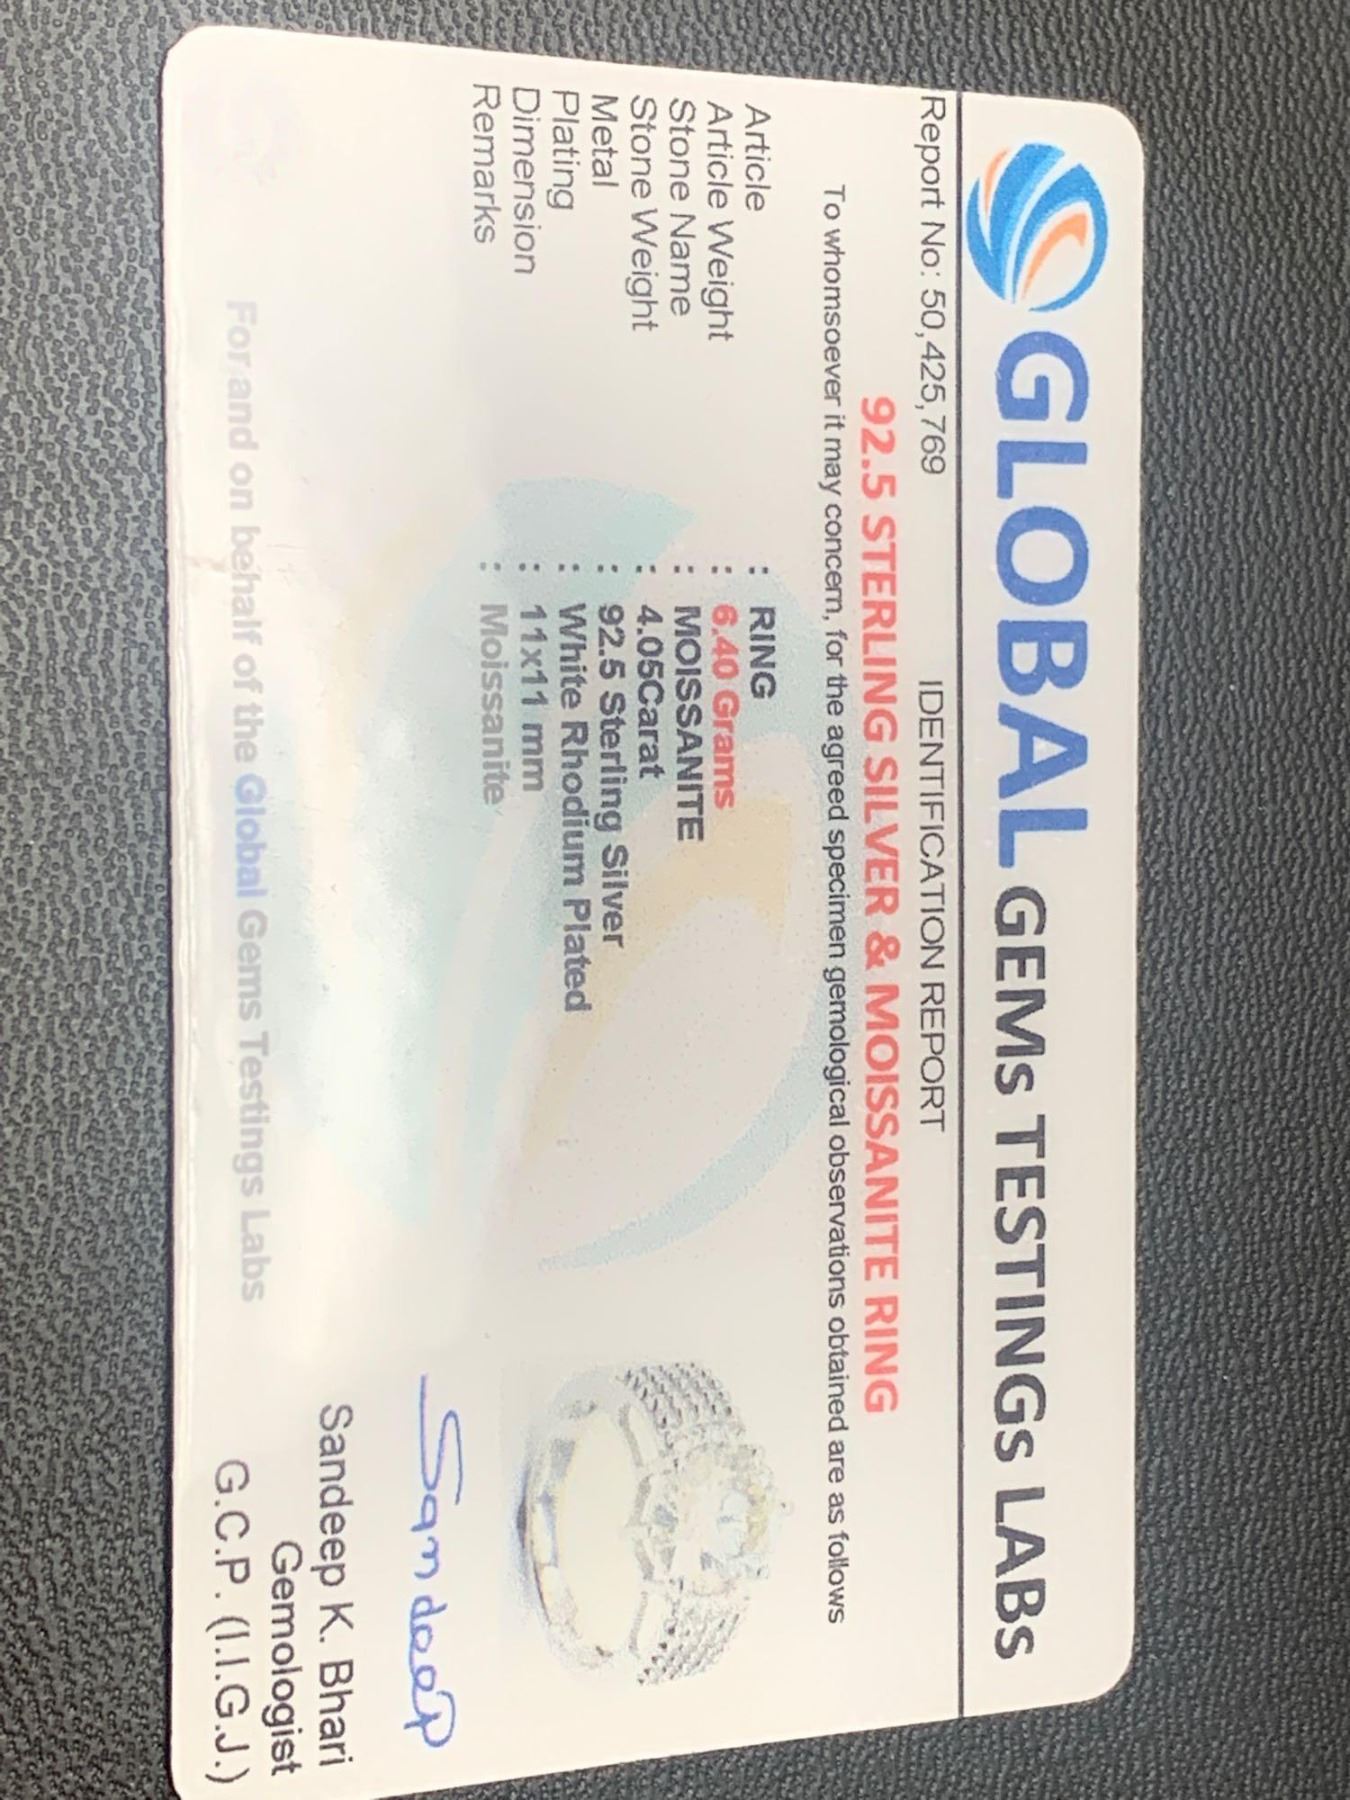 GLOBAL GEMs TESTINGs LABs
Report No: 50,425,769 IDENTIFICATION REPORT
92.5 STERLING SILVER & MOISSANITE RING
To whomsoever it may concern, for the agreed specimen gemological observations obtained are as follows
Article : RING
Article Weight : 6.40 Grams
Stone Name : MOISSANITE
Stone Weight : 4.05Carat
Metal : 92.5 Sterling Silver
Plating : White Rhodium Plated
Dimension : 11x11 mm
Remarks : Moissanite
Sandeep
Sandeep K. Bhari
Gemologist
For,and on behalf of the Global Gems Testings Labs
G.C.P. (I.I.G.J.)